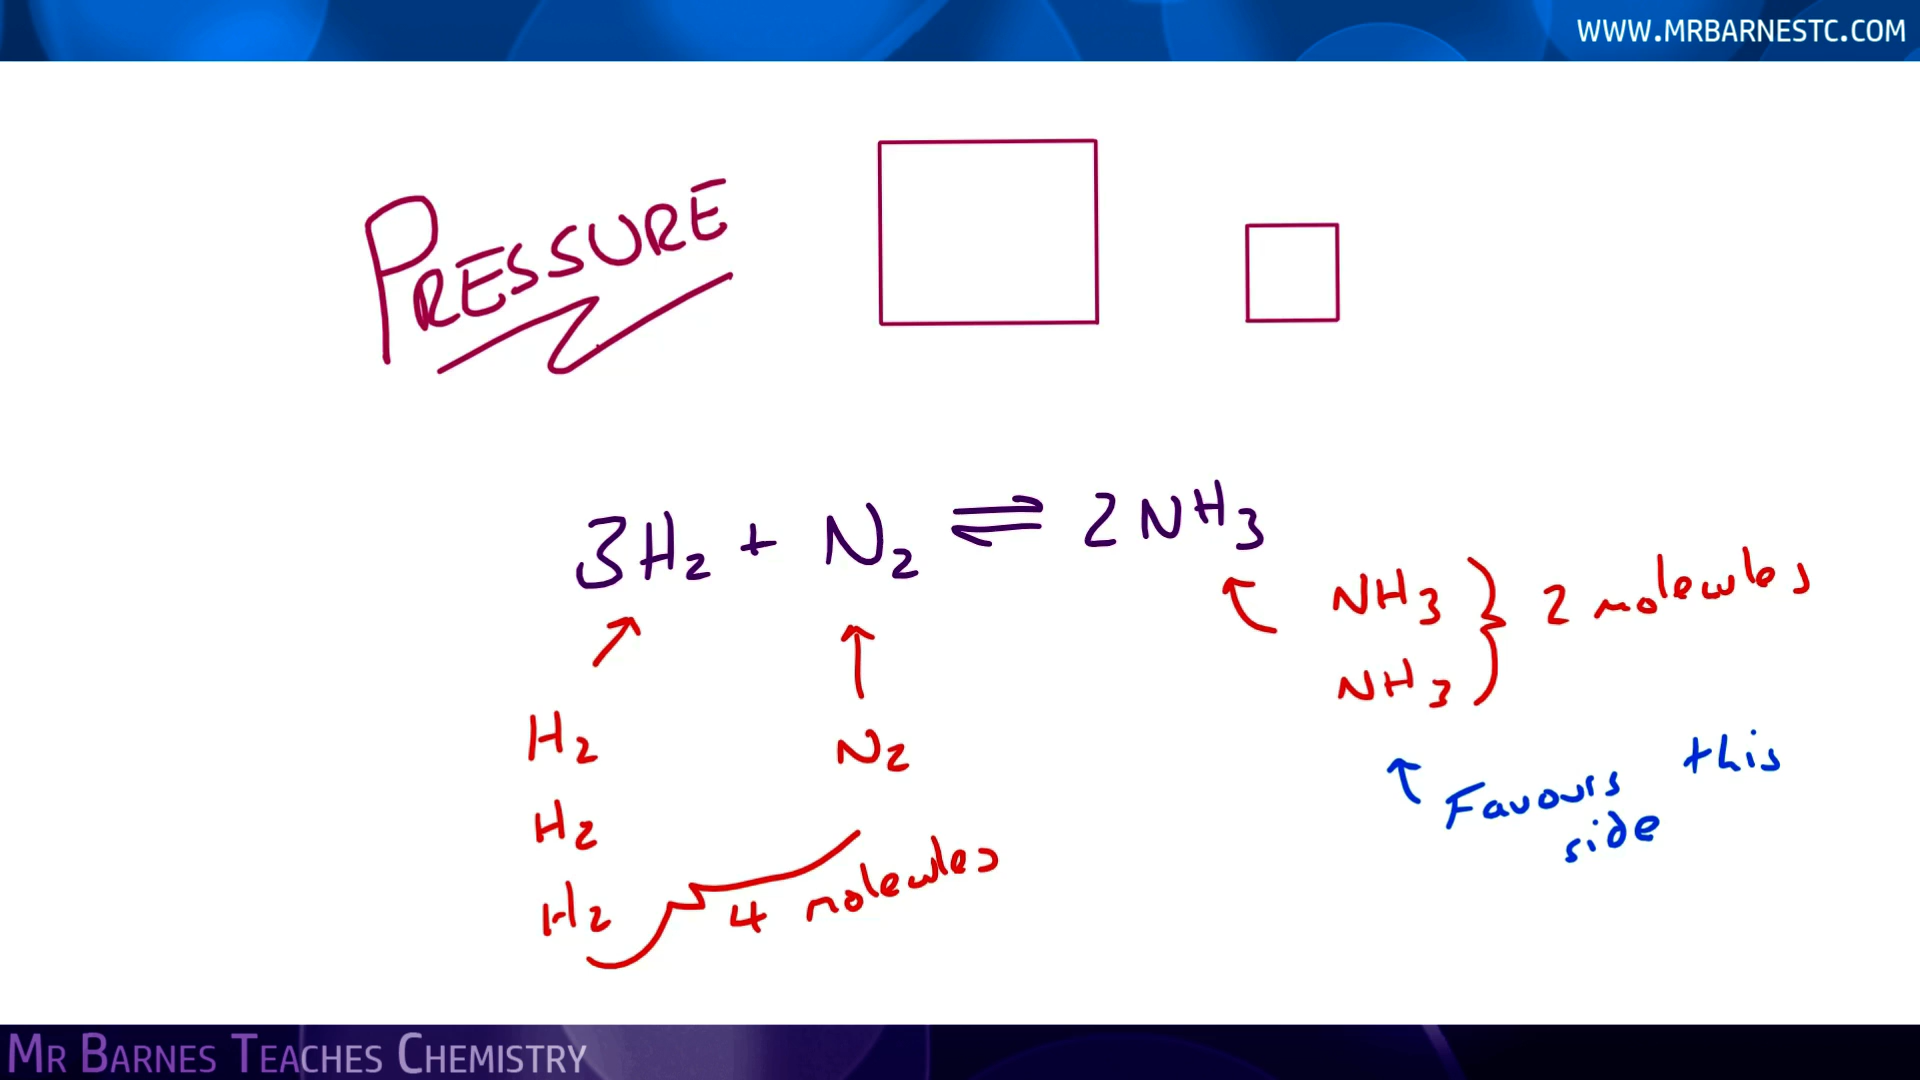 WWW.MRBARNESTC.COM
PRESSURE
3H₂ + N₂ ⇌ 2NH₃
NH₃
NH₃
2 molecules
H₂
H₂
H₂
N₂
4 molecules
Favours this
side
MR BARNES TEACHES CHEMISTRY